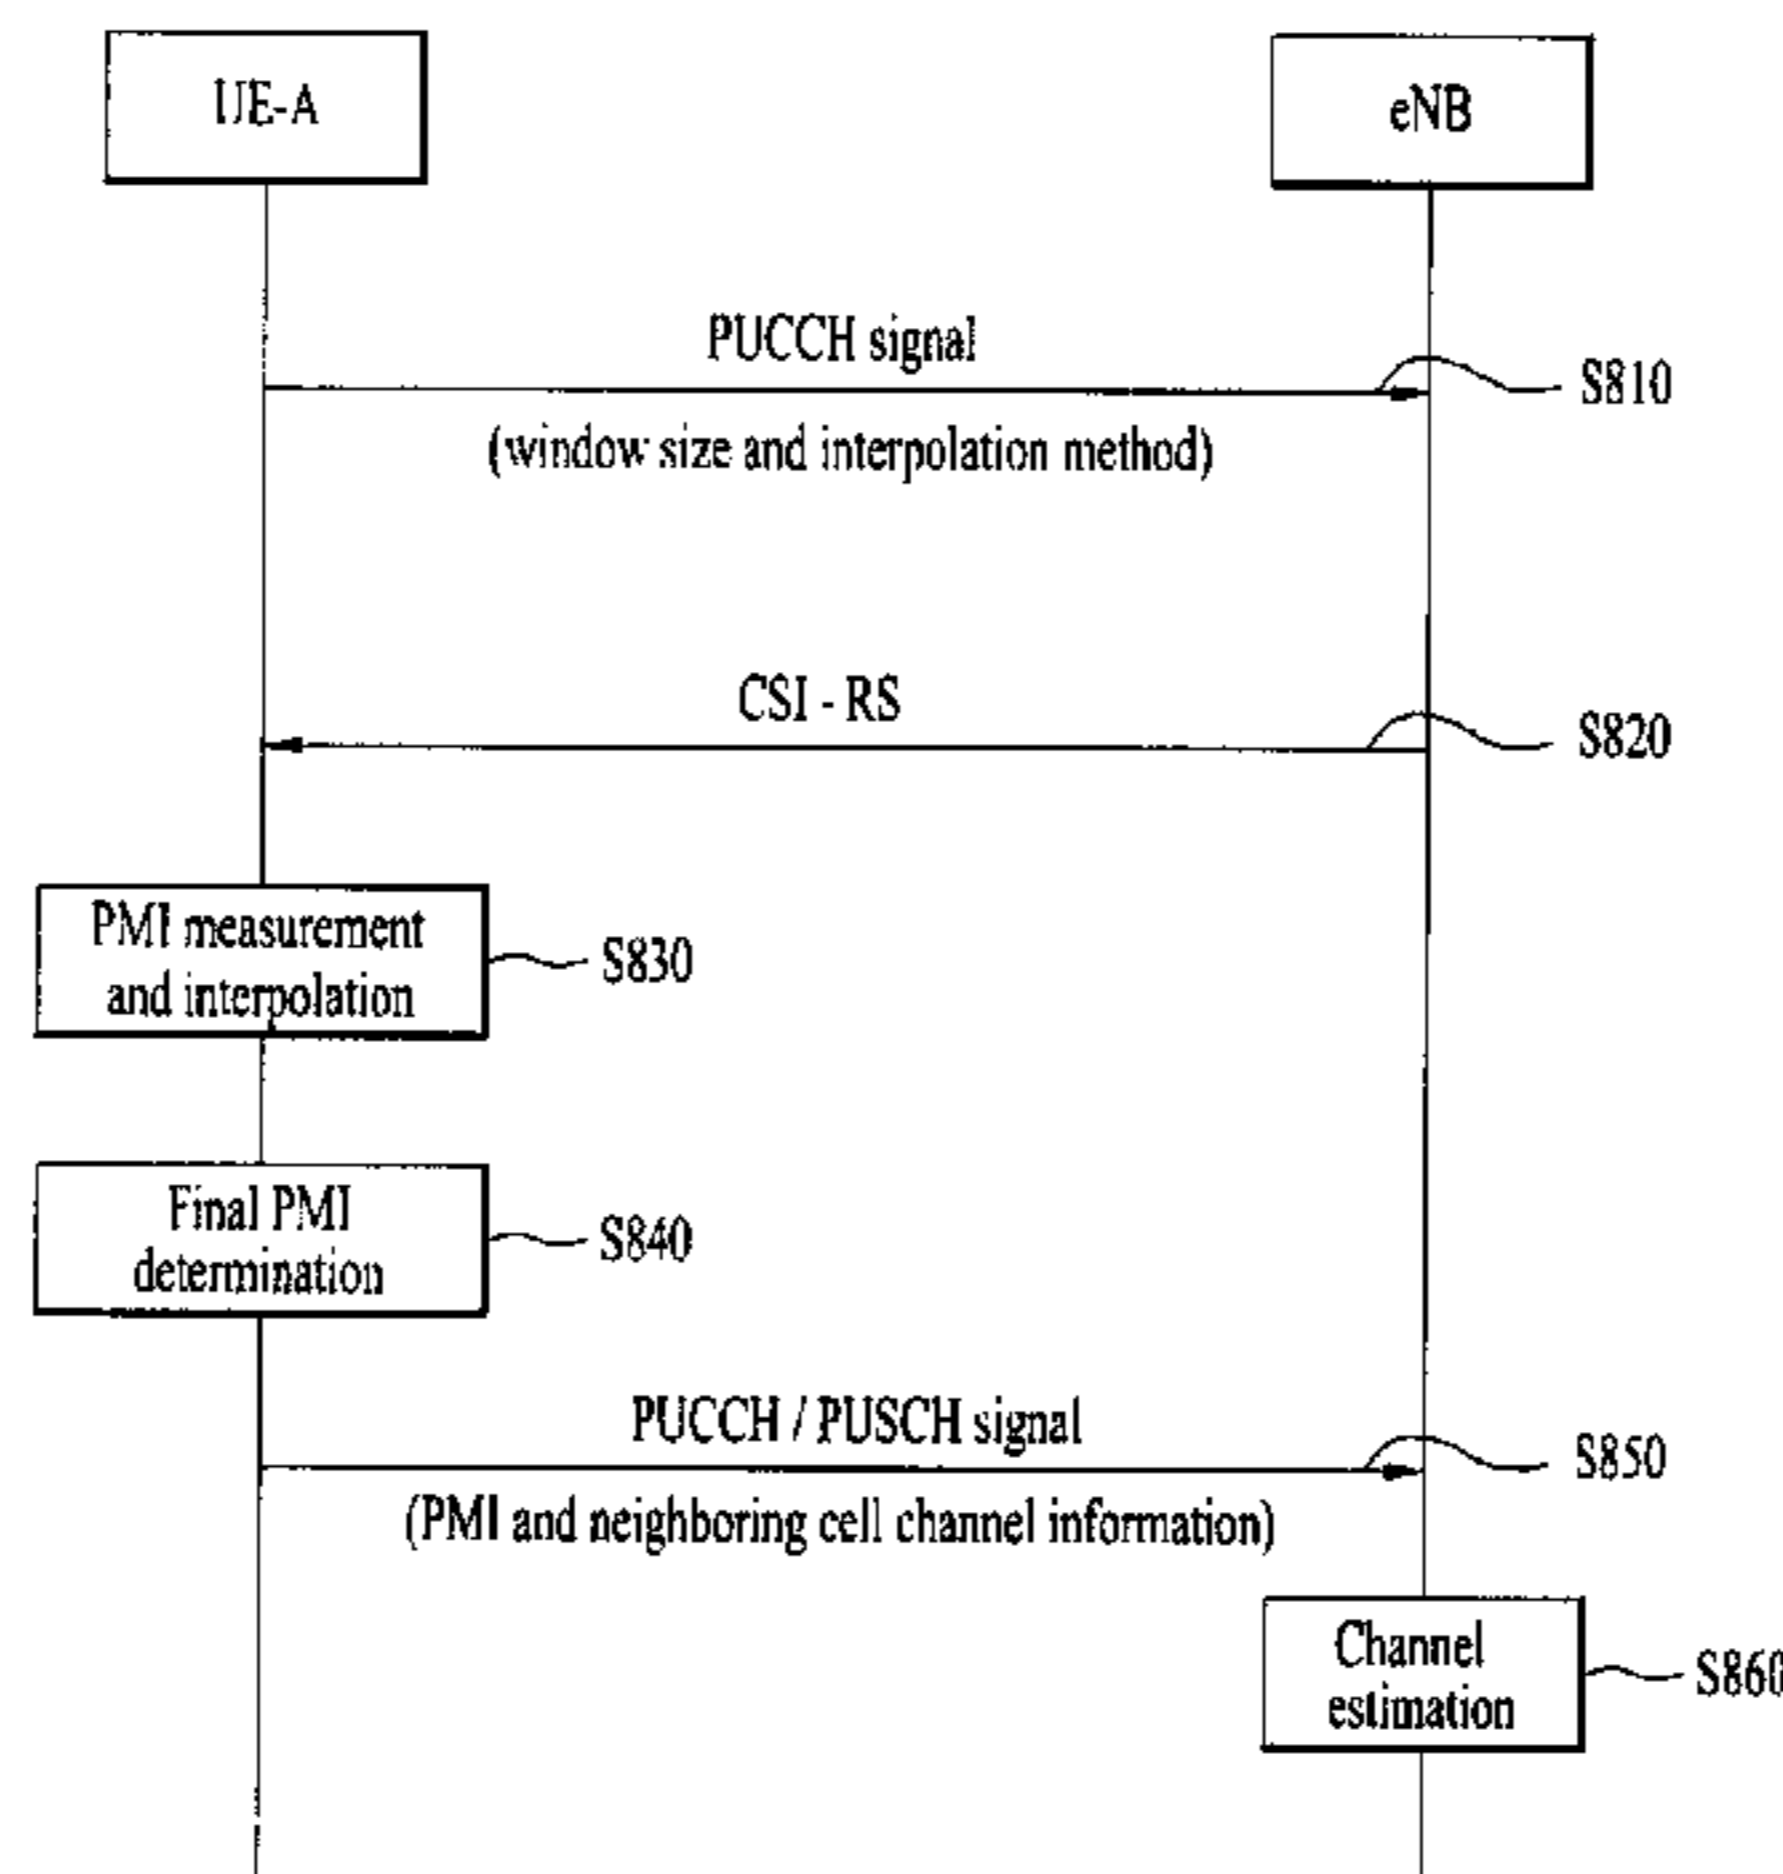 UE-A
eNB
PUCCH signal
S810
(window size and interpolation method)
CSI - RS
S820
PMI measurement
and interpolation
S830
Final PMI
determination
S840
PUCCH / PUSCH signal
S850
(PMI and neighboring cell channel information)
Channel
estimation
S860